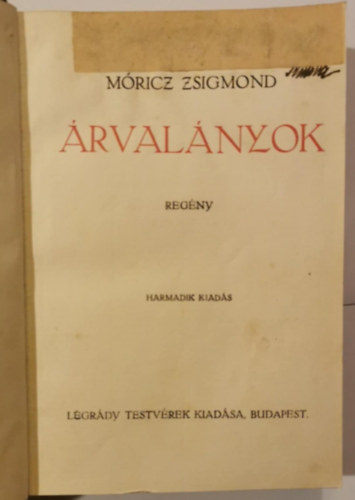 MÓRICZ ZSIGMOND
ÁRVALÁNYOK
REGÉNY
HARMADIK KIADÁS
LÉGRÁDY TESTVÉREK KIADÁSA, BUDAPEST.